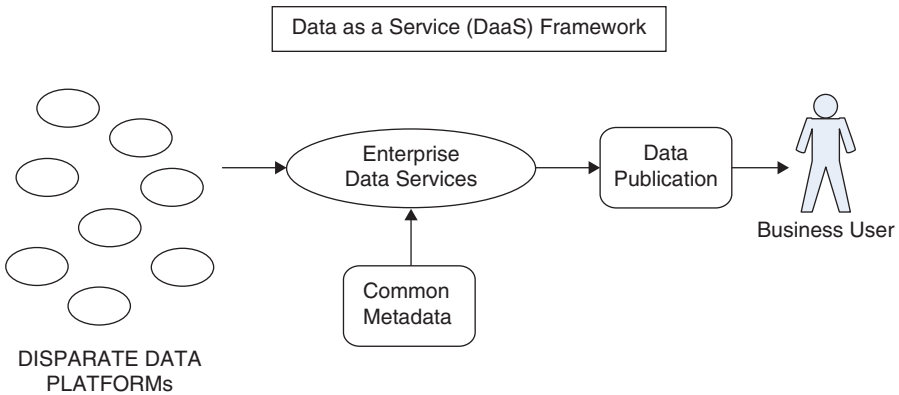 Data as a Service (DaaS) Framework
Enterprise
Data Services
Data
Publication
Business User
Common
Metadata
DISPARATE DATA
PLATFORMs